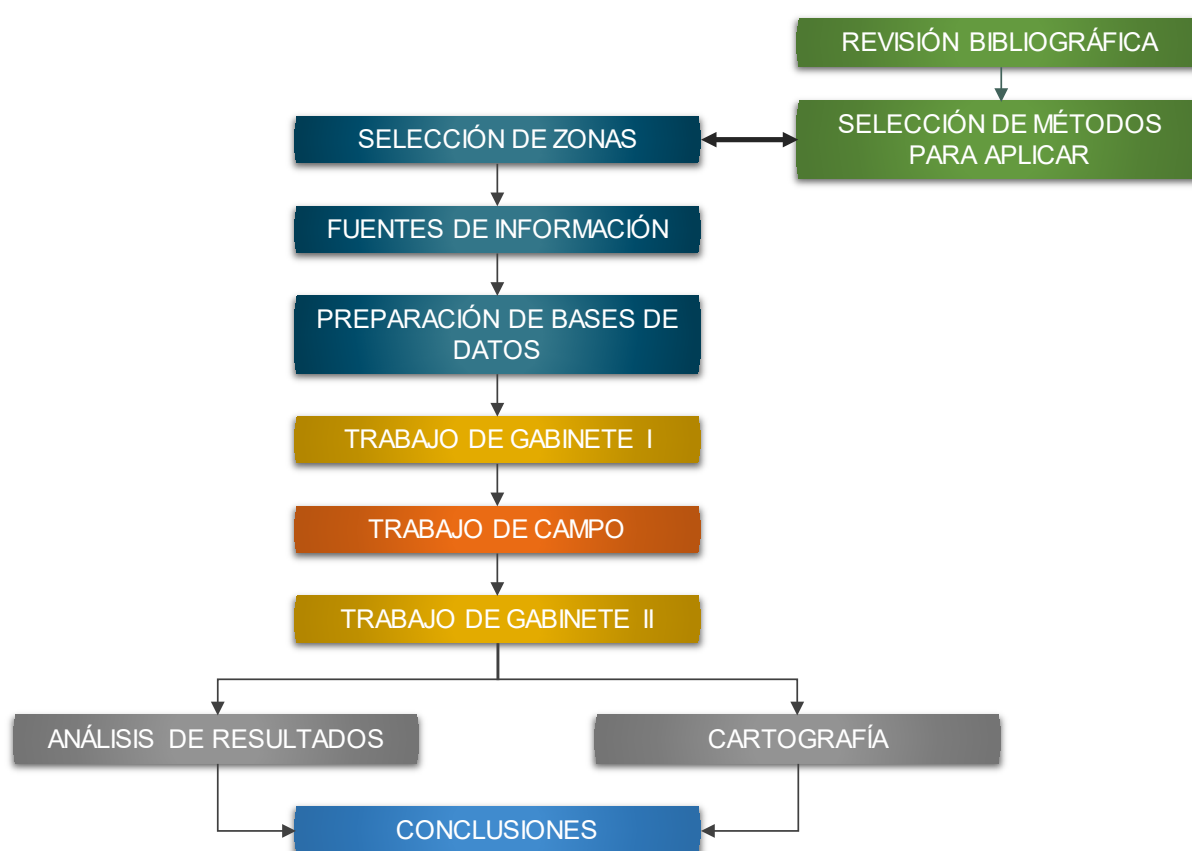 REVISIÓN BIBLIOGRÁFICA
SELECCIÓN DE MÉTODOS
PARA APLICAR
SELECCIÓN DE ZONAS
FUENTES DE INFORMACIÓN
PREPARACIÓN DE BASES DE
DATOS
TRABAJO DE GABINETE I
TRABAJO DE CAMPO
TRABAJO DE GABINETE II
ANÁLISIS DE RESULTADOS
CARTOGRAFÍA
CONCLUSIONES